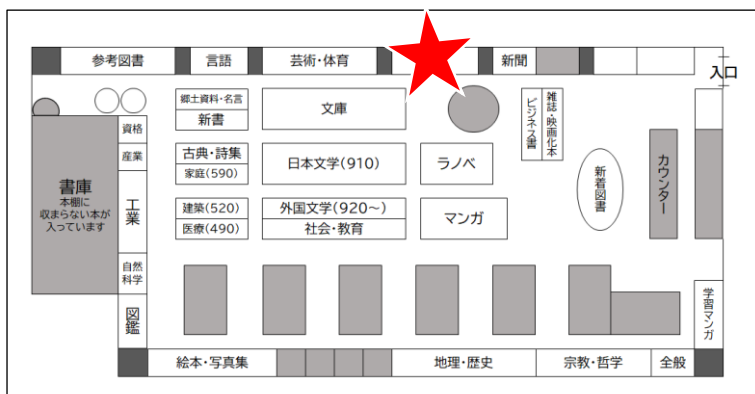 参考図書
言語
芸術・体育
新聞
入口
郷土資料・名言
新書
文庫
ビジネス書
雑誌・映画化本
資格
産業
工業
自然
科学
図鑑
書庫
本棚に
収まらない本が
入っています
古典・詩集
家庭(590)
日本文学(910)
ラノベ
建築(520)
医療(490)
外国文学(920～)
社会・教育
マンガ
新着図書
カウンター
学習マンガ
絵本・写真集
地理・歴史
宗教・哲学
全般